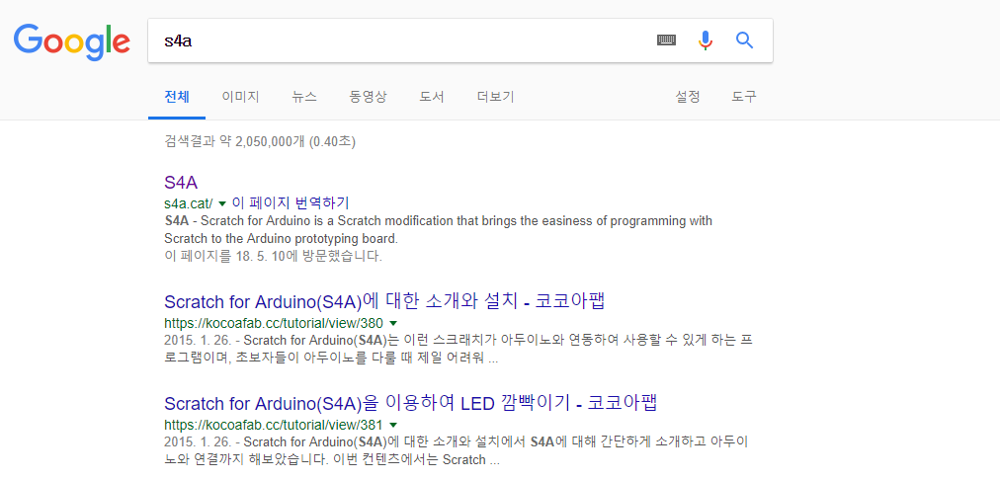 Google
s4a
전체 이미지 뉴스 동영상 도서 더보기 설정 도구
검색결과 약 2,050,000개 (0.40초)
S4A
s4a.cat/ 이 페이지 번역하기
S4A - Scratch for Arduino is a Scratch modification that brings the easiness of programming with
Scratch to the Arduino prototyping board.
이 페이지를 18. 5. 10에 방문했습니다.
Scratch for Arduino(S4A)에 대한 소개와 설치 - 코코아팹
https://kocoafab.cc/tutorial/view/380
2015. 1. 26. - Scratch for Arduino(S4A)는 이런 스크래치가 아두이노와 연동하여 사용할 수 있게 하는 프
로그램이며, 초보자들이 아두이노를 다룰 때 제일 어려워 ...
Scratch for Arduino(S4A)을 이용하여 LED 깜빡이기 - 코코아팹
https://kocoafab.cc/tutorial/view/381
2015. 1. 26. - Scratch for Arduino(S4A)에 대한 소개와 설치에서 S4A에 대해 간단하게 소개하고 아두이
노와 연결까지 해보았습니다. 이번 컨텐츠에서는 Scratch ...